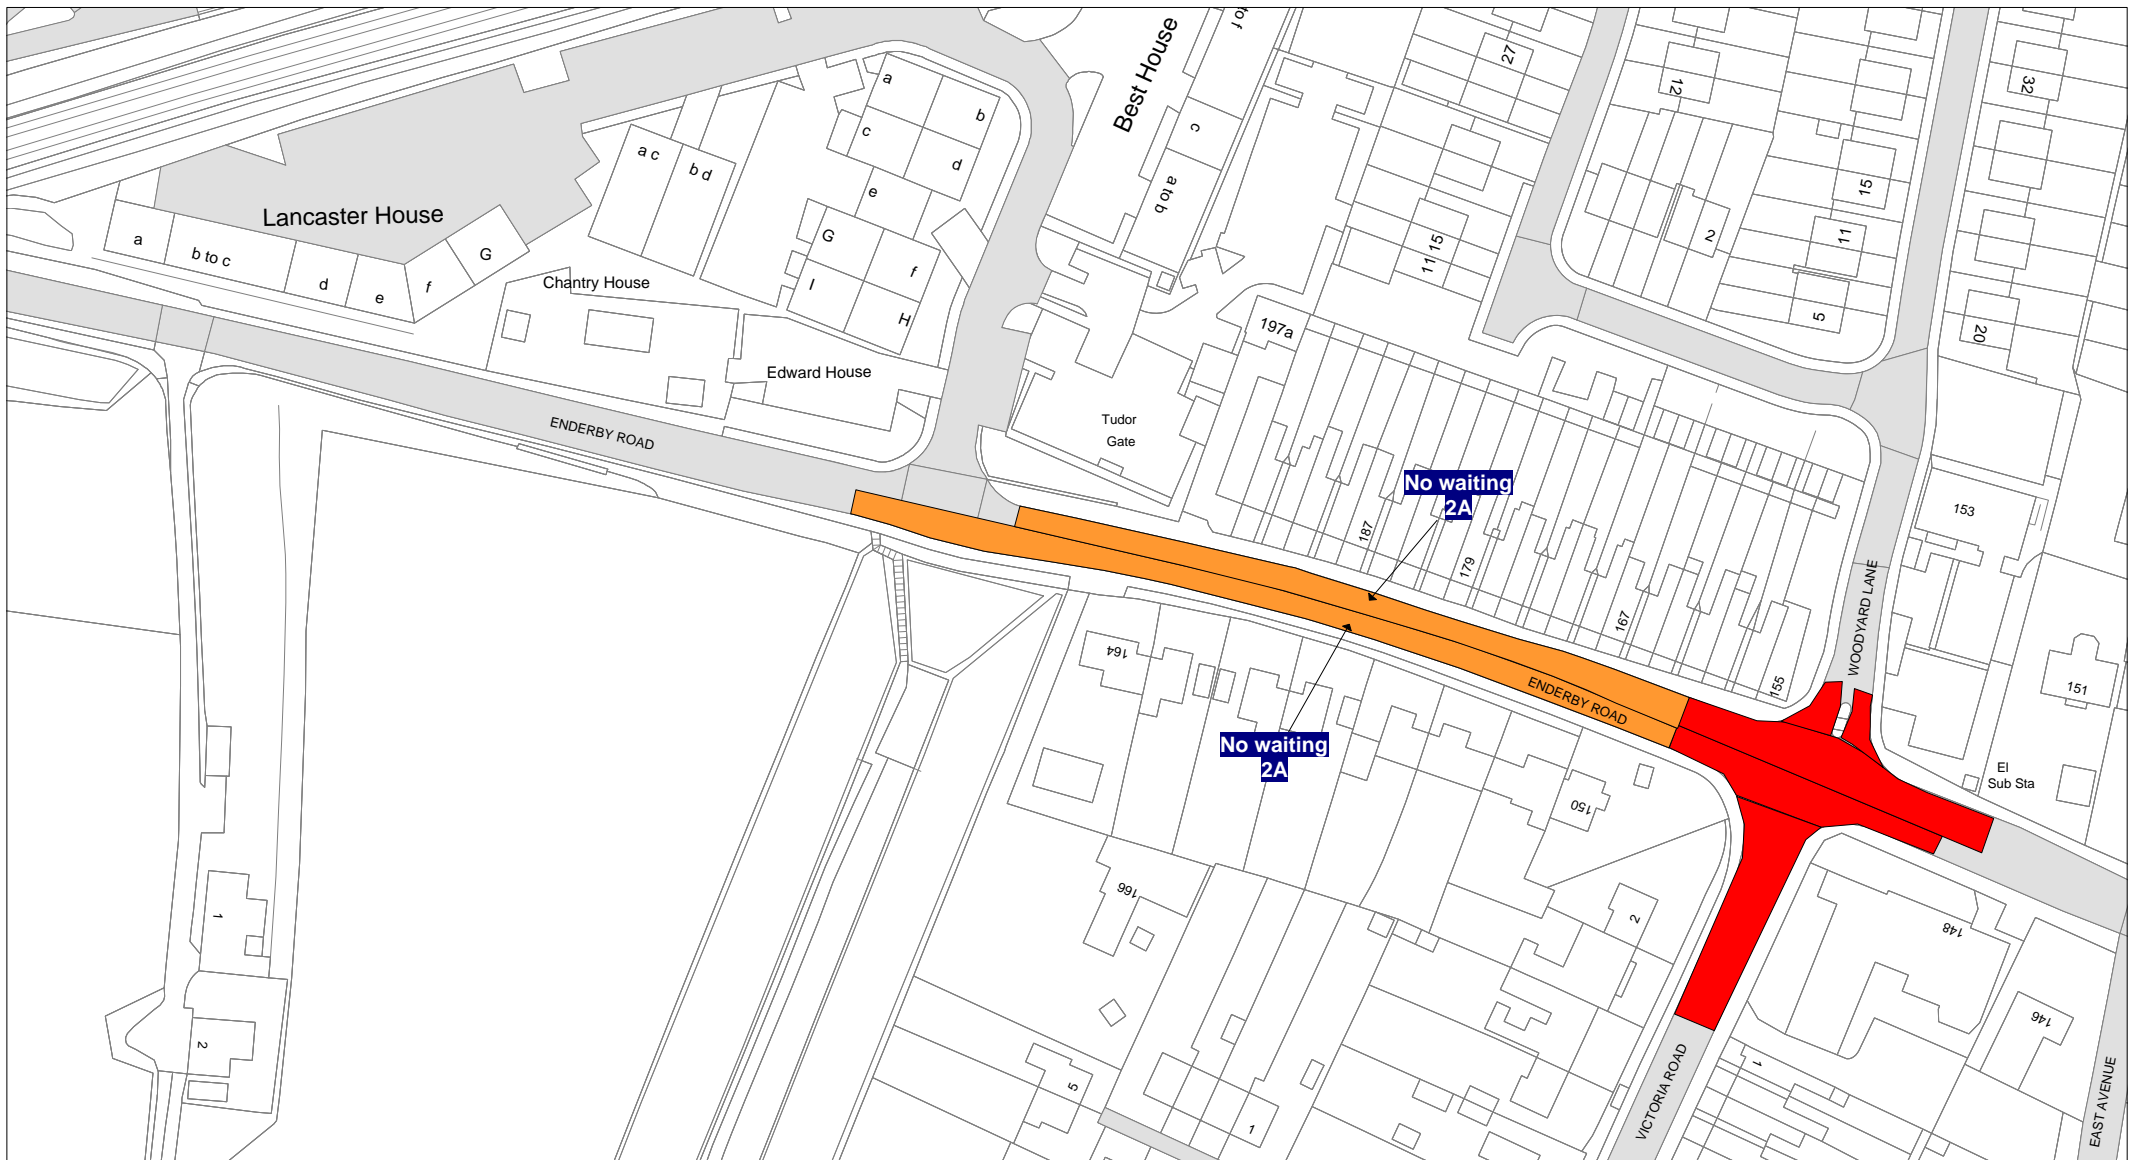 to f
Best House
27
12
32
a
b
c
d
a c
b d
c
e
a to b
15
Lancaster House
G
2
11
a
b to c
G
f
11 15
d
e
f
Chantry House
I
H
5
20
197a
Edward House
ENDERBY ROAD
Tudor
Gate
No waiting
2A
187
179
153
WOODYARD LANE
167
164
155
151
ENDERBY ROAD
No waiting
2A
El
Sub Sta
150
166
1
2
148
2
146
5
1
1
VICTORIA ROAD
EAST AVENUE